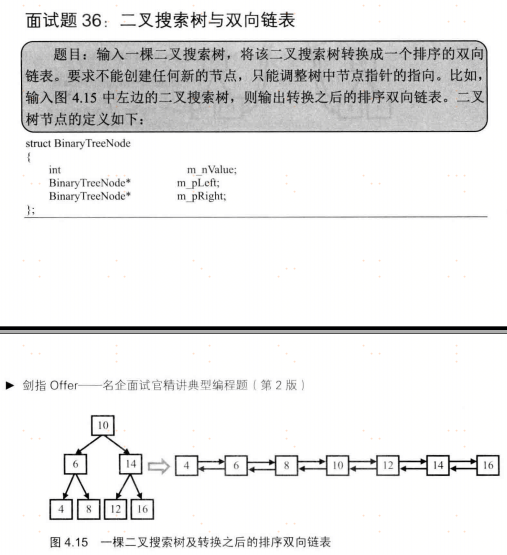 面试题 36：二叉搜索树与双向链表
题目：输入一棵二叉搜索树，将该二叉搜索树转换成一个排序的双向
链表。要求不能创建任何新的节点，只能调整树中节点指针的指向。比如，
输入图 4.15 中左边的二叉搜索树，则输出转换之后的排序双向链表。二叉
树节点的定义如下：
struct BinaryTreeNode
{
int m_nValue;
BinaryTreeNode* m_pLeft;
BinaryTreeNode* m_pRight;
};
▶ 剑指 Offer——名企面试官精讲典型编程题（第 2 版）
10
6 14
4 6 8 10 12 14 16
4 8 12 16
图 4.15 一棵二叉搜索树及转换之后的排序双向链表